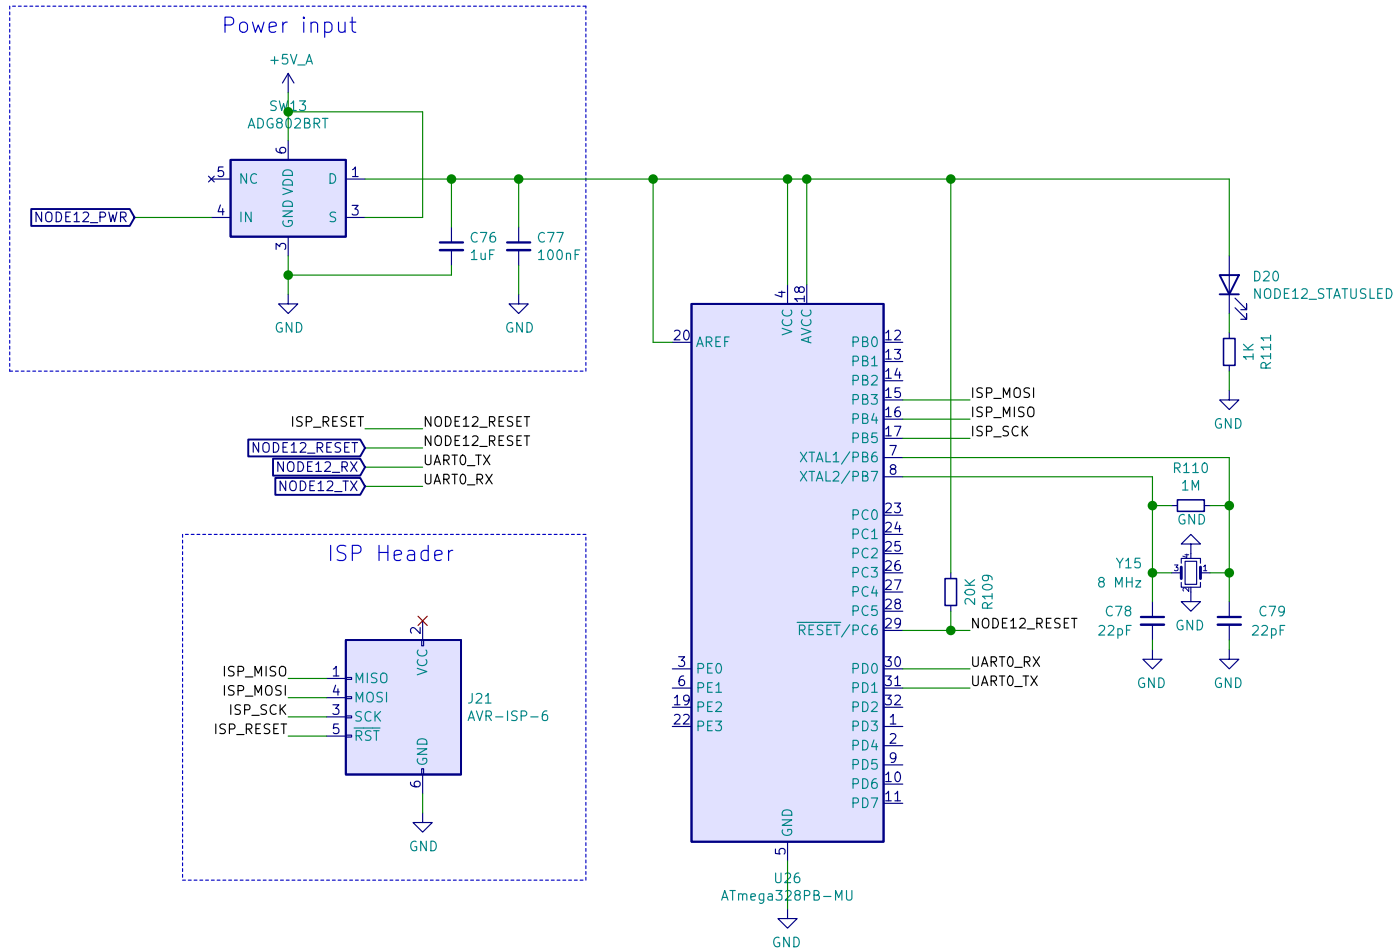 Power input
+5V_A
SW13
ADG802BRT
6
5
NC
VDD
D
1
NODE12_PWR
4
IN
GND
S
3
3
GND
C76
1uF
C77
100nF
GND
D20
NODE12_STATUSLED
1K
R111
GND
ISP_RESET
NODE12_RESET
NODE12_RESET
NODE12_RESET
NODE12_RX
UART0_TX
NODE12_TX
UART0_RX
ISP Header
2
VCC
ISP_MISO
1
MISO
ISP_MOSI
4
MOSI
ISP_SCK
3
SCK
ISP_RESET
5
RST
GND
6
GND
J21
AVR-ISP-6
4
18
VCC
AVCC
20
AREF
PB0
12
PB1
13
PB2
14
PB3
15
ISP_MOSI
PB4
16
ISP_MISO
PB5
17
ISP_SCK
XTAL1/PB6
7
XTAL2/PB7
8
PC0
23
PC1
24
PC2
25
PC3
26
PC4
27
PC5
28
RESET/PC6
29
NODE12_RESET
20K
R109
3
PE0
PD0
30
UART0_RX
6
PE1
PD1
31
UART0_TX
19
PE2
PD2
32
22
PE3
PD3
1
PD4
2
PD5
9
PD6
10
PD7
11
GND
5
U26
ATmega328PB-MU
GND
R110
1M
GND
Y15
8 MHz
4
3
1
2
GND
C78
22pF
GND
C79
22pF
GND